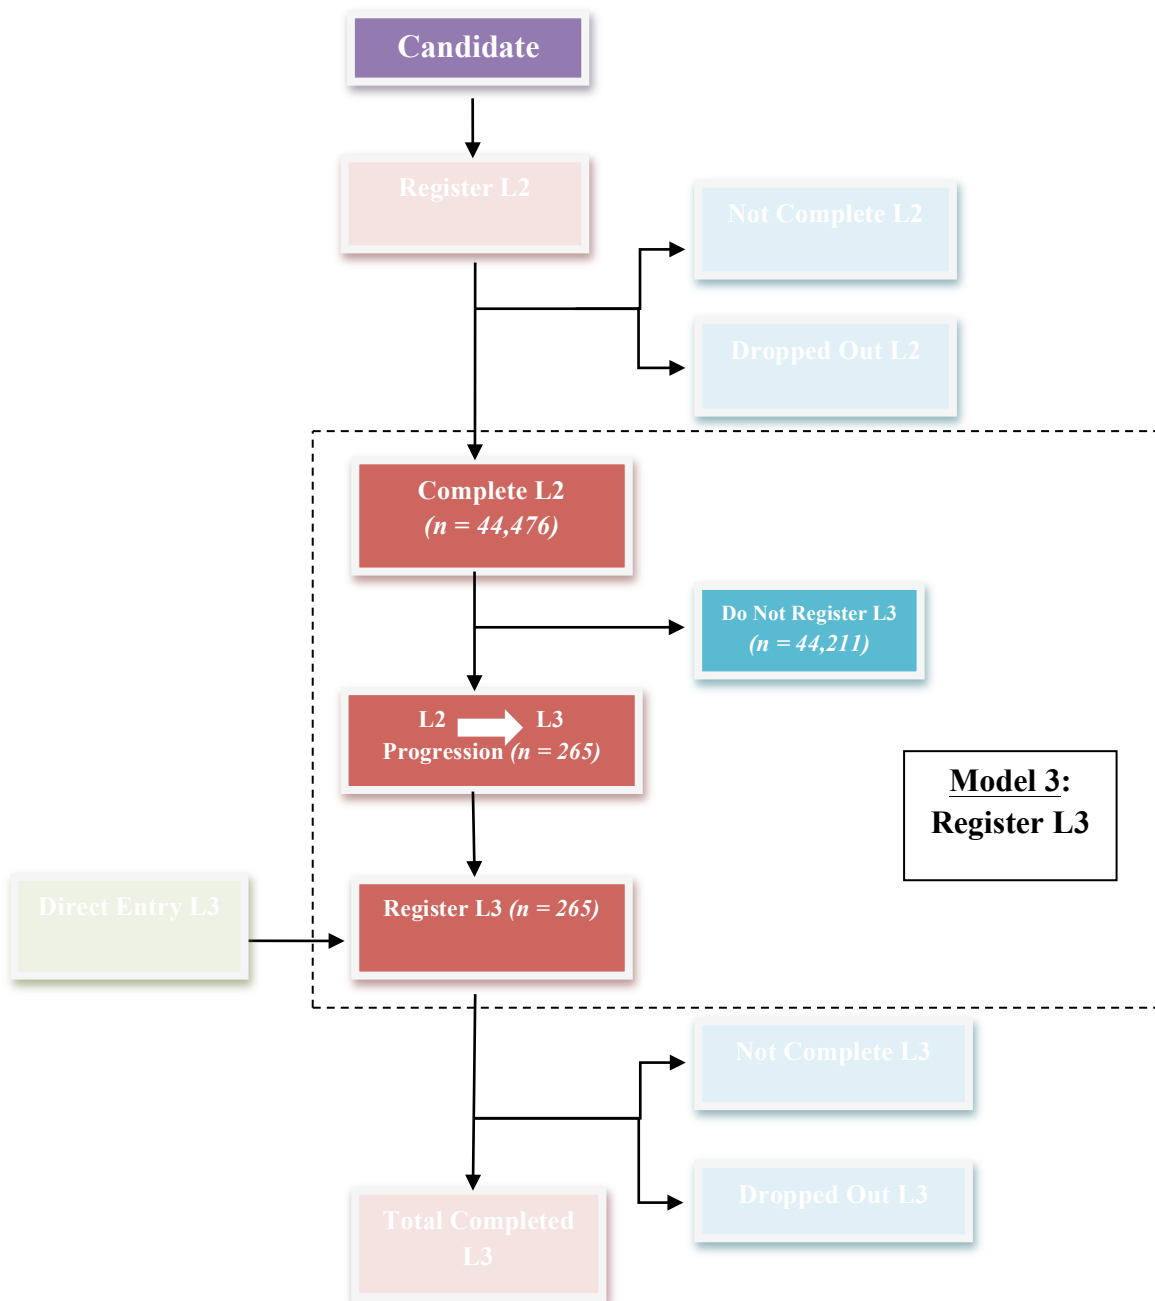 Candidate
Register L2
Not Complete L2
Dropped Out L2
Complete L2
(n = 44,476)
Do Not Register L3
(n = 44,211)
L2 L3
Progression (n = 265)
Model 3:
Register L3
Direct Entry L3
Register L3 (n = 265)
Not Complete L3
Dropped Out L3
Total Completed
L3